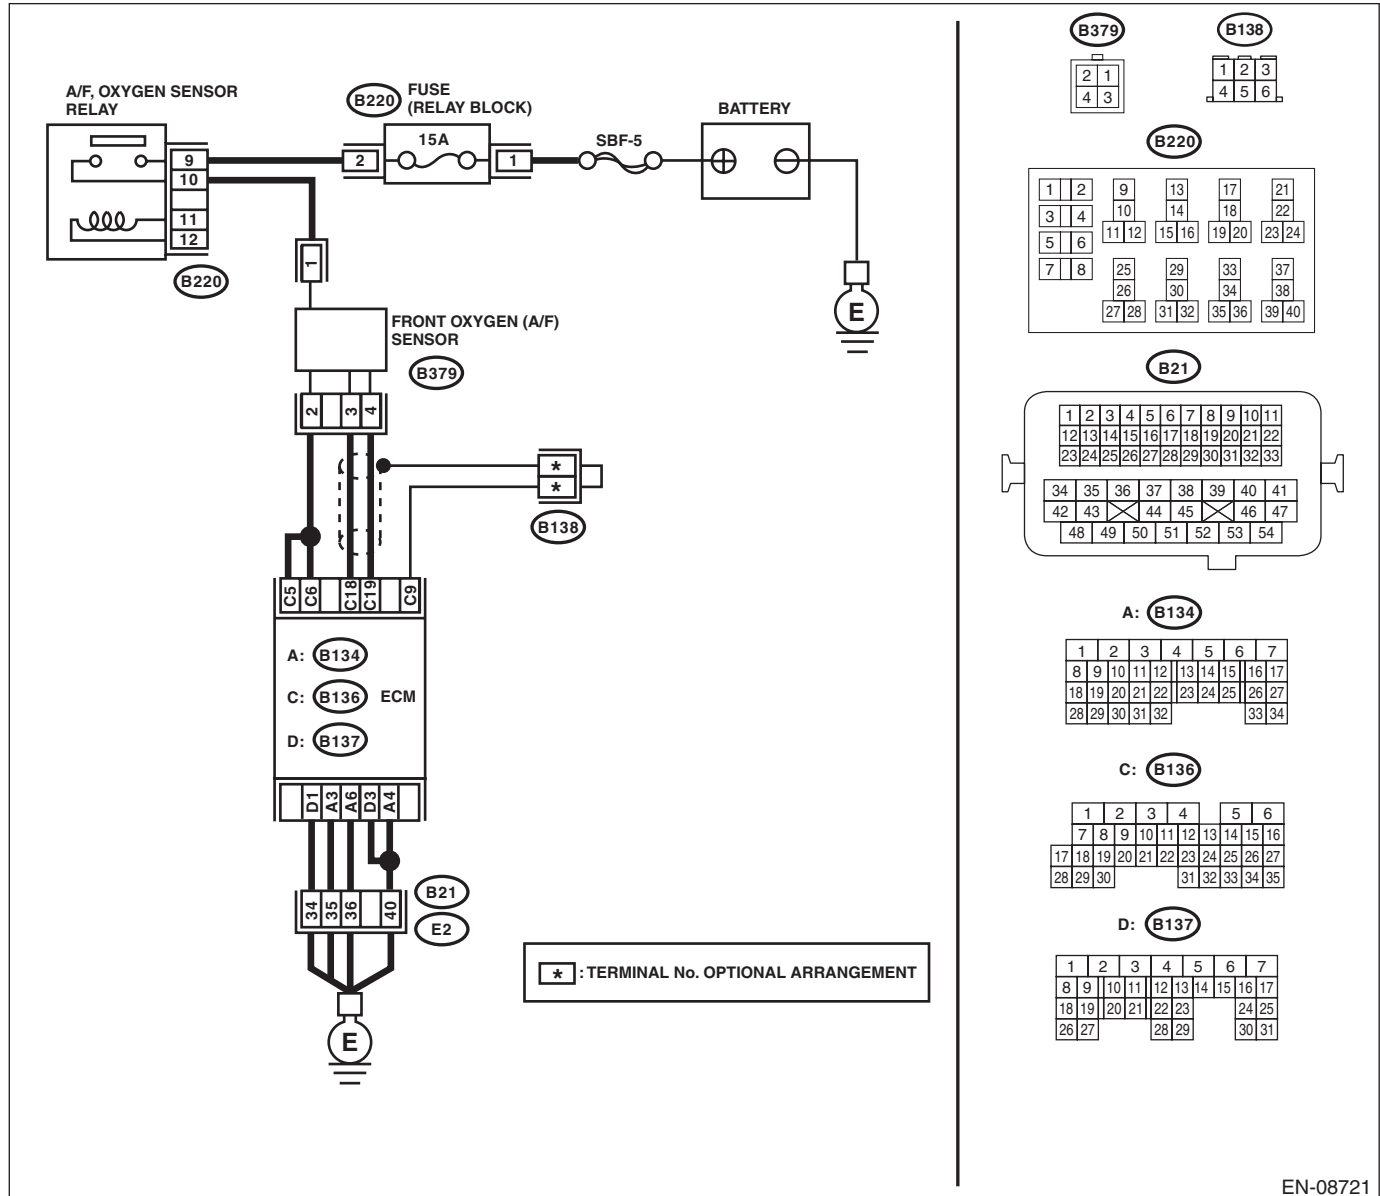 A/F, OXYGEN SENSOR
RELAY
B220
FUSE
(RELAY BLOCK)
15A
BATTERY
SBF-5
9
10
11
12
2
1
B220
1
FRONT OXYGEN (A/F)
SENSOR
B379
E
2
3
4
*
*
B138
C5
C6
C18
C19
C9
A: B134
C: B136
ECM
D: B137
D1
A3
A6
D3
A4
B21
34
35
36
40
E2
E
* : TERMINAL No. OPTIONAL ARRANGEMENT
B379
2 1
4 3
B138
1 2 3
4 5 6
B220
1 2 9 13 17 21
3 4 10 14 18 22
5 6 11 12 15 16 19 20 23 24
7 8 25 29 33 37
26 30 34 38
27 28 31 32 35 36 39 40
B21
1 2 3 4 5 6 7 8 9 10 11
12 13 14 15 16 17 18 19 20 21 22
23 24 25 26 27 28 29 30 31 32 33
34 35 36 37 38 39 40 41
42 43 44 45 46 47
48 49 50 51 52 53 54
A: B134
1 2 3 4 5 6 7
8 9 10 11 12 13 14 15 16 17
18 19 20 21 22 23 24 25 26 27
28 29 30 31 32 33 34
C: B136
1 2 3 4 5 6
7 8 9 10 11 12 13 14 15 16
17 18 19 20 21 22 23 24 25 26 27
28 29 30 31 32 33 34 35
D: B137
1 2 3 4 5 6 7
8 9 10 11 12 13 14 15 16 17
18 19 20 21 22 23 24 25
26 27 28 29 30 31
EN-08721